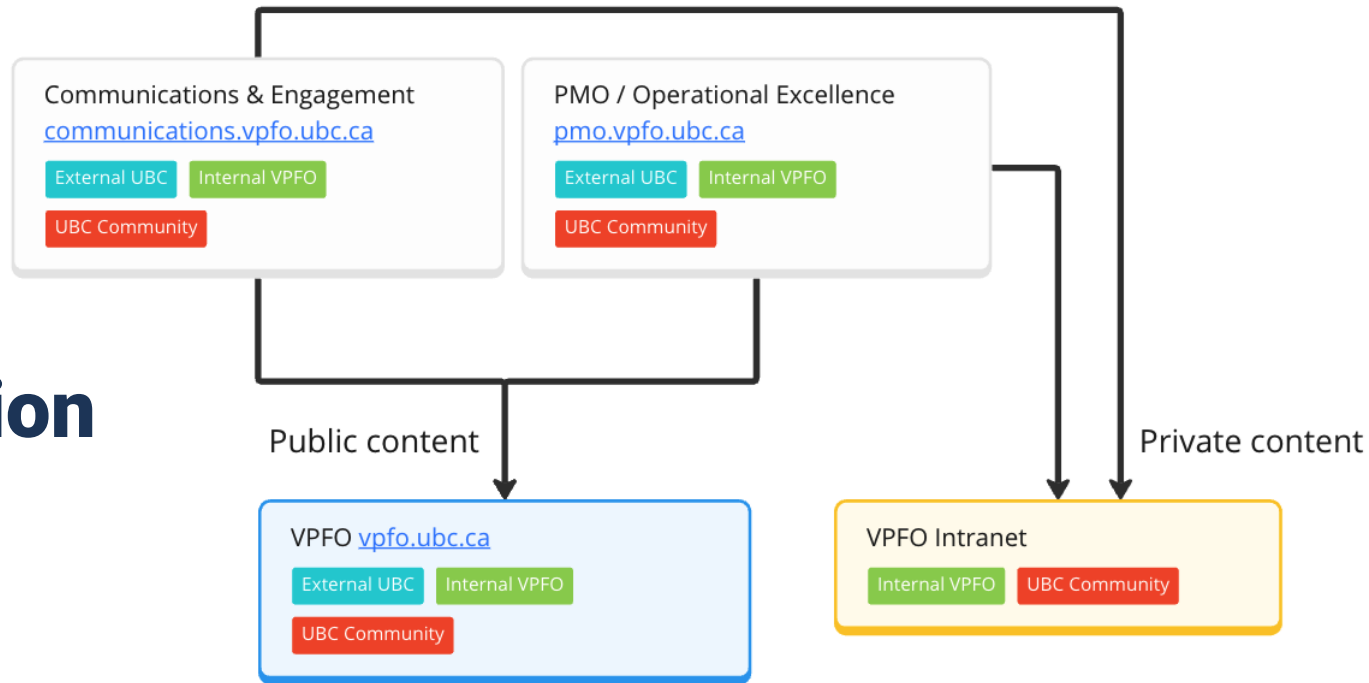 Communications & Engagement
communications.vpfo.ubc.ca
External UBC
Internal VPFO
UBC Community
PMO / Operational Excellence
pmo.vpfo.ubc.ca
External UBC
Internal VPFO
UBC Community
ion
Public content
Private content
VPFO vpfo.ubc.ca
External UBC
Internal VPFO
UBC Community
VPFO Intranet
Internal VPFO
UBC Community